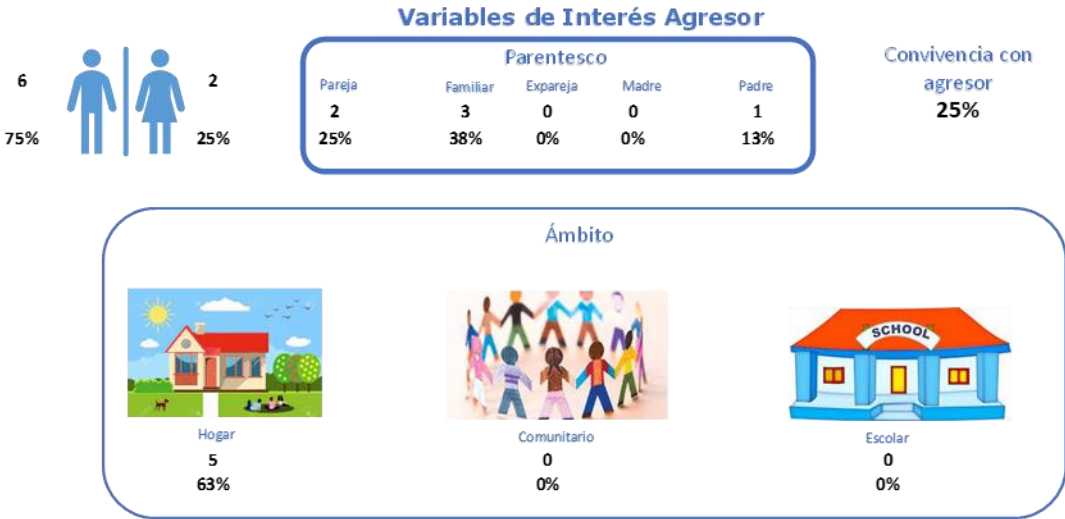 Variables de Interés Agresor
6
2
75%
25%
Parentesco
Pareja Familiar Expareja Madre Padre
2 3 0 0 1
25% 38% 0% 0% 13%
Convivencia con
agresor
25%
Ámbito
SCHOOL
Hogar Comunitario Escolar
5 0 0
63% 0% 0%